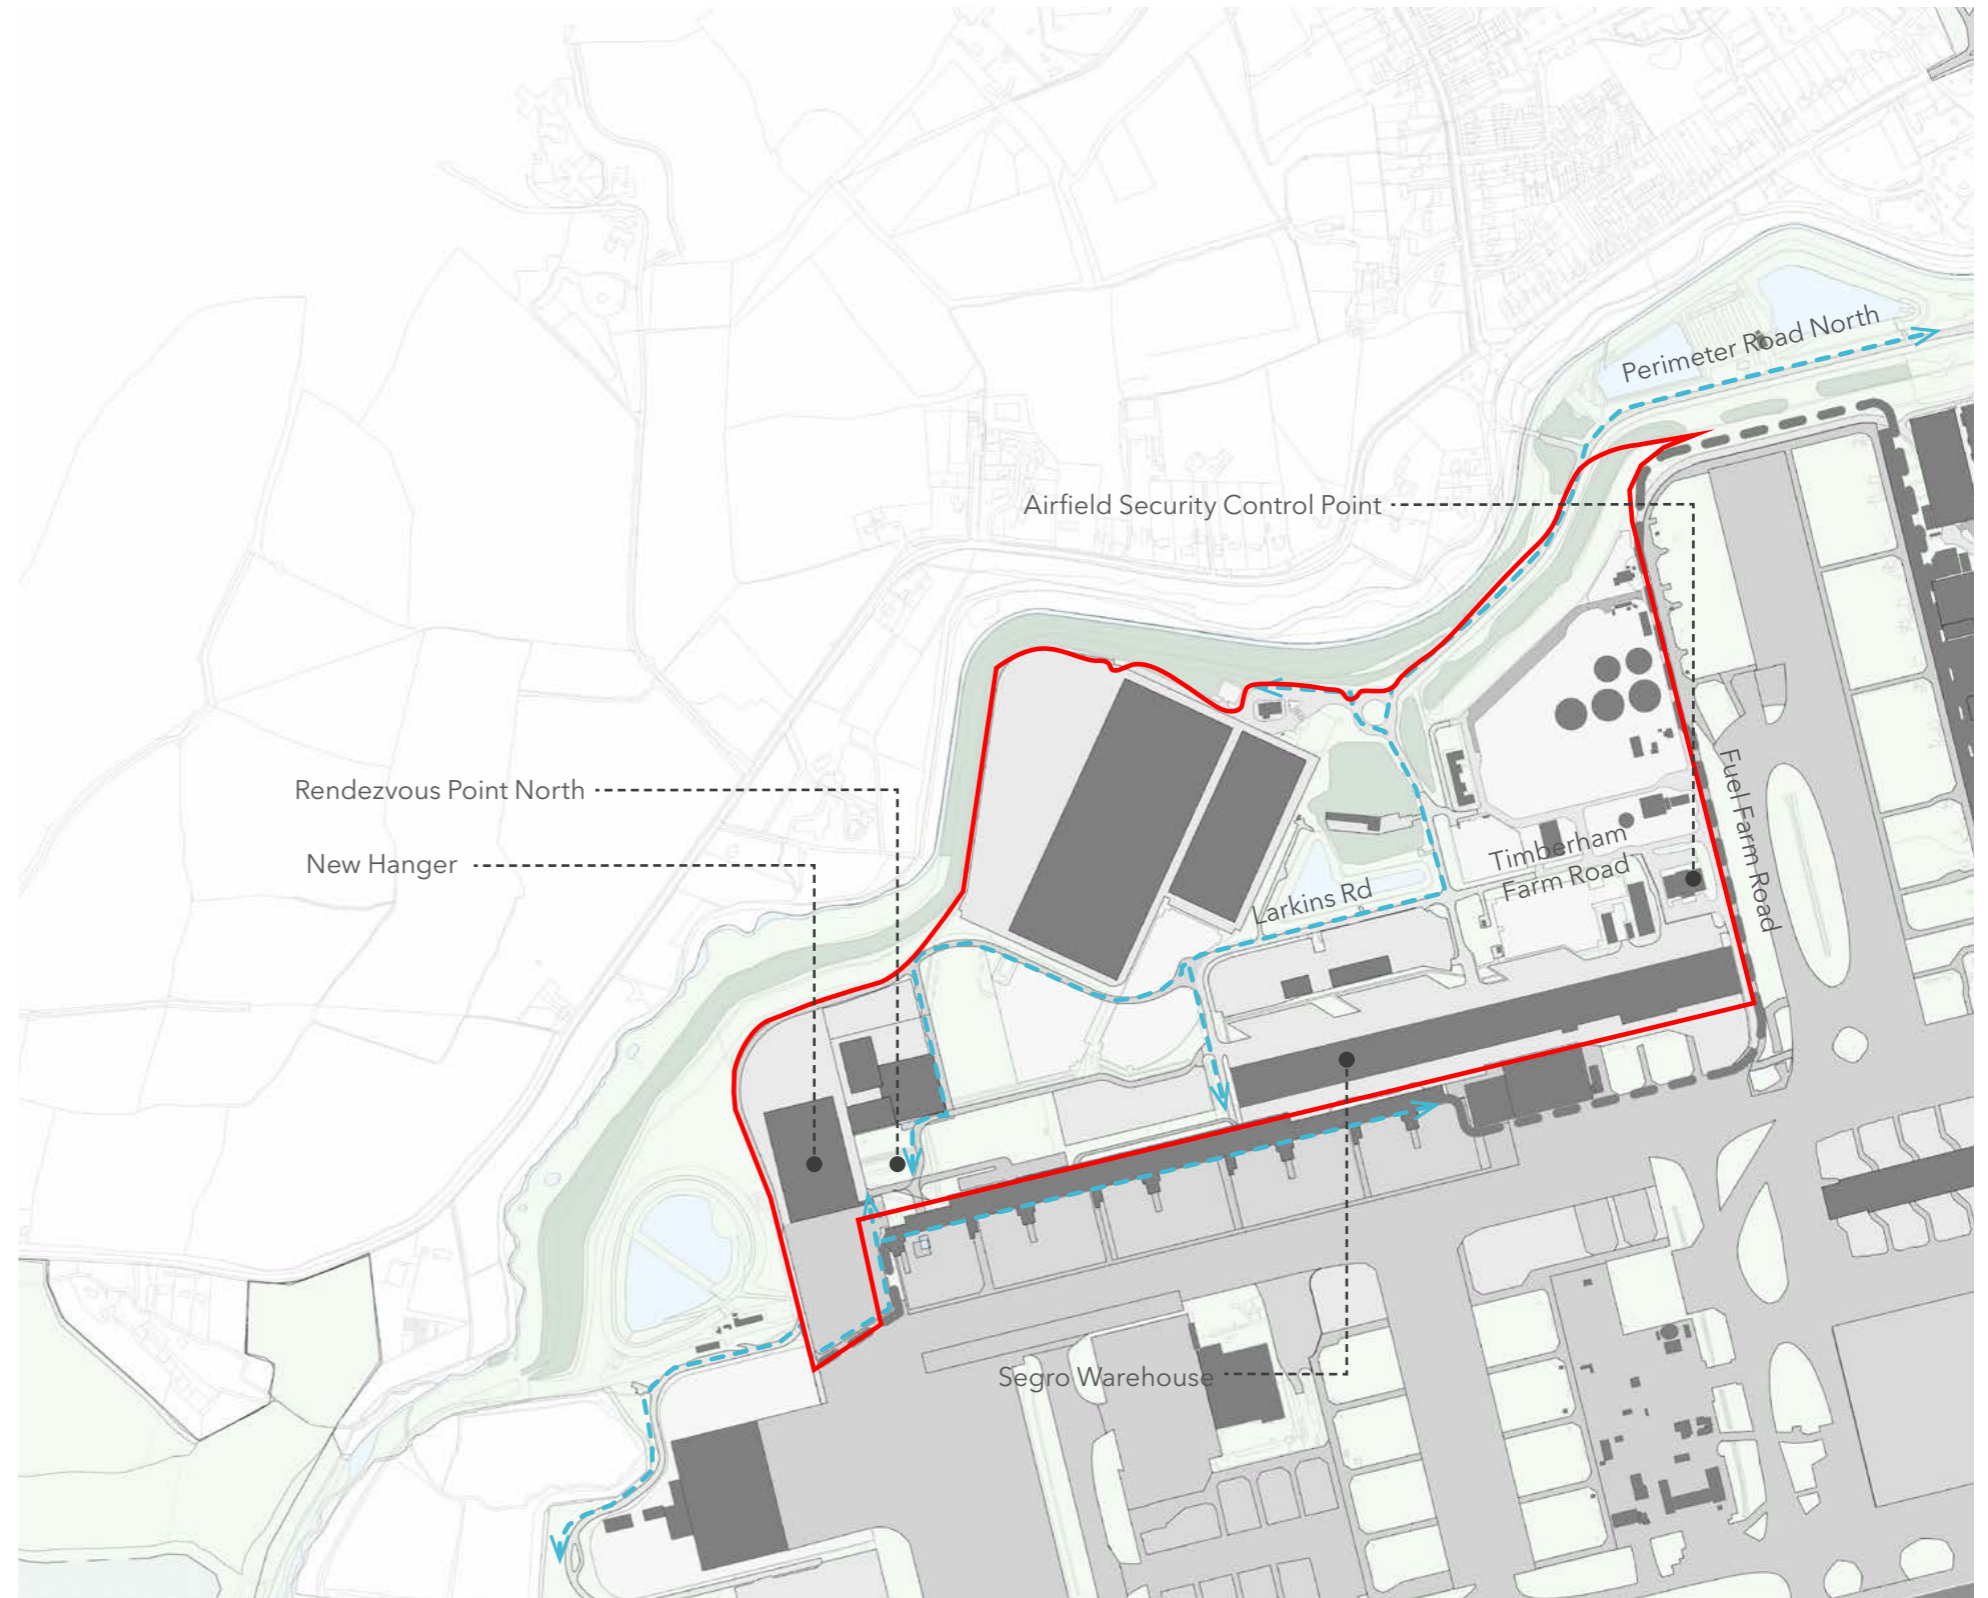 Perimeter Road North
Airfield Security Control Point
Rendezvous Point North
New Hanger
Fuel Farm Road
Timberham
Farm Road
Larkins Rd
Segro Warehouse